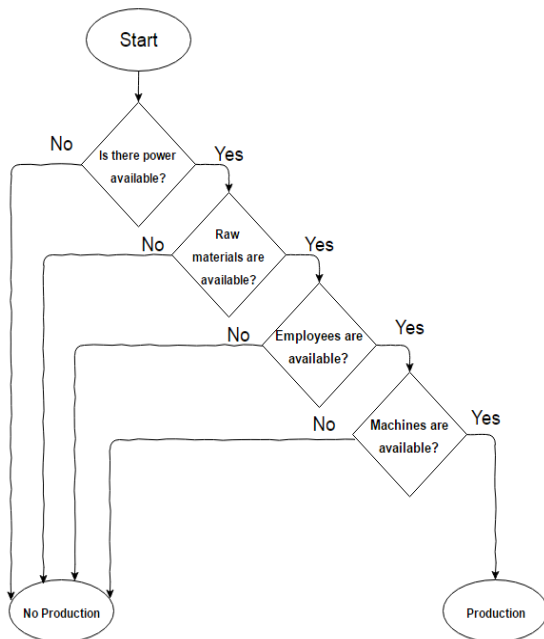 Start
No
Is there power
available?
Yes
No
Raw
materials are
available?
Yes
No
Employees are
available?
Yes
No
Machines are
available?
Yes
No Production
Production